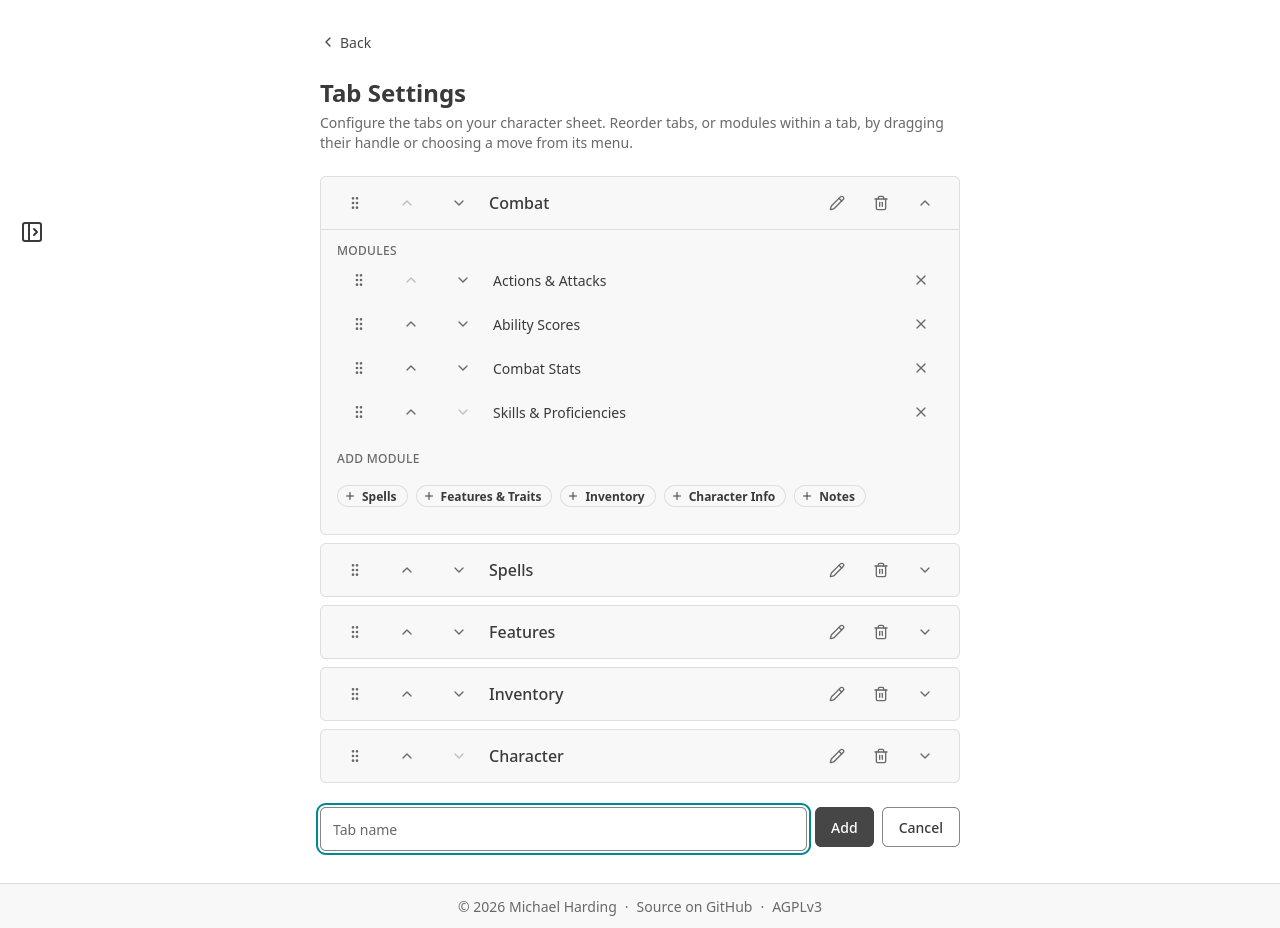 Back
Tab Settings
Configure the tabs on your character sheet. Reorder tabs, or modules within a tab, by dragging
their handle or choosing a move from its menu.
Combat
MODULES
Actions & Attacks
Ability Scores
Combat Stats
Skills & Proficiencies
ADD MODULE
Spells Features & Traits Inventory Character Info Notes
Spells
Features
Inventory
Character
Tab name Add Cancel
© 2026 Michael Harding · Source on GitHub · AGPLv3